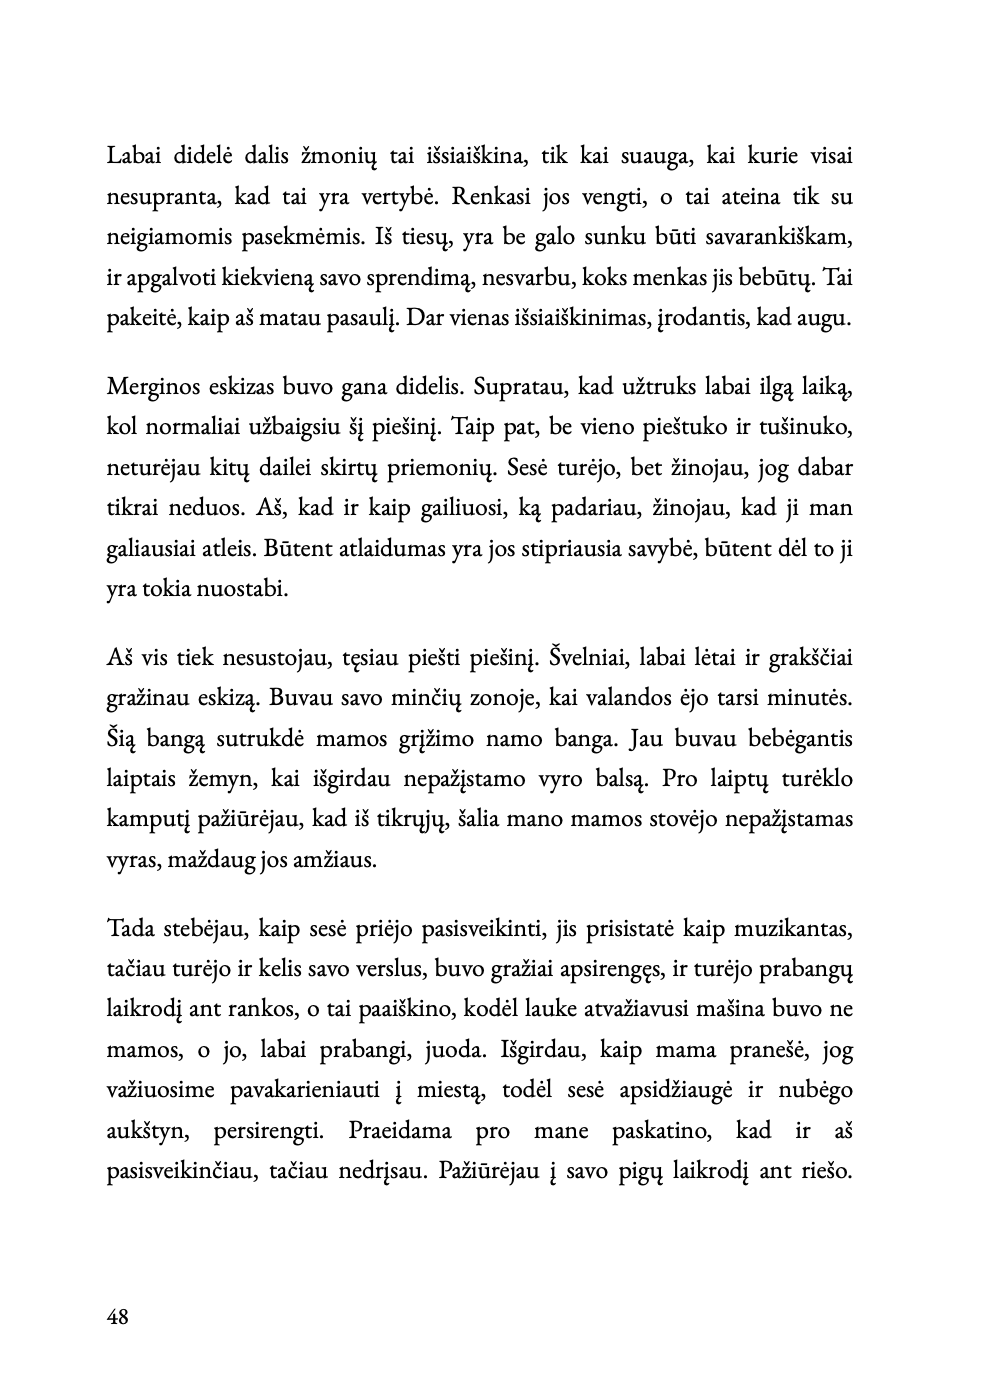 Labai didelė dalis žmonių tai išsiaiškina, tik kai suauga, kai kurie visai
nesupranta, kad tai yra vertybė. Renkasi jos vengti, o tai ateina tik su
neigiamomis pasekmėmis. Iš tiesų, yra be galo sunku būti savarankiškam,
ir apgalvoti kiekvieną savo sprendimą, nesvarbu, koks menkas jis bebūtų. Tai
pakeitė, kaip aš matau pasaulį. Dar vienas išsiaiškinimas, įrodantis, kad augu.
Merginos eskizas buvo gana didelis. Supratau, kad užtruks labai ilgą laiką,
kol normaliai užbaigsiu šį piešinį. Taip pat, be vieno pieštuko ir tušinuko,
neturėjau kitų dailei skirtų priemonių. Sesė turėjo, bet žinojau, jog dabar
tikrai neduos. Aš, kad ir kaip gailiuosi, ką padariau, žinojau, kad ji man
galiausiai atleis. Būtent atlaidumas yra jos stipriausia savybė, būtent dėl to ji
yra tokia nuostabi.
Aš vis tiek nesustojau, tęsiau piešti piešinį. Švelniai, labai lėtai ir grakščiai
gražinau eskizą. Buvau savo minčių zonoje, kai valandos ėjo tarsi minutės.
Šią bangą sutrukdė mamos grįžimo namo banga. Jau buvau bebėgantis
laiptais žemyn, kai išgirdau nepažįstamo vyro balsą. Pro laiptų turėklo
kamputį pažiūrėjau, kad iš tikrųjų, šalia mano mamos stovėjo nepažįstamas
vyras, maždaug jos amžiaus.
Tada stebėjau, kaip sesė priėjo pasisveikinti, jis prisistatė kaip muzikantas,
tačiau turėjo ir kelis savo verslus, buvo gražiai apsirengęs, ir turėjo prabangų
laikrodį ant rankos, o tai paaiškino, kodėl lauke atvažiavusi mašina buvo ne
mamos, o jo, labai prabangi, juoda. Išgirdau, kaip mama pranešė, jog
važiuosime pavakarieniauti į miestą, todėl sesė apsidžiaugė ir nubėgo
aukštyn, persirengti. Praeidama pro mane paskatino, kad ir aš
pasisveikinčiau, tačiau nedrįsau. Pažiūrėjau į savo pigų laikrodį ant riešo.
48